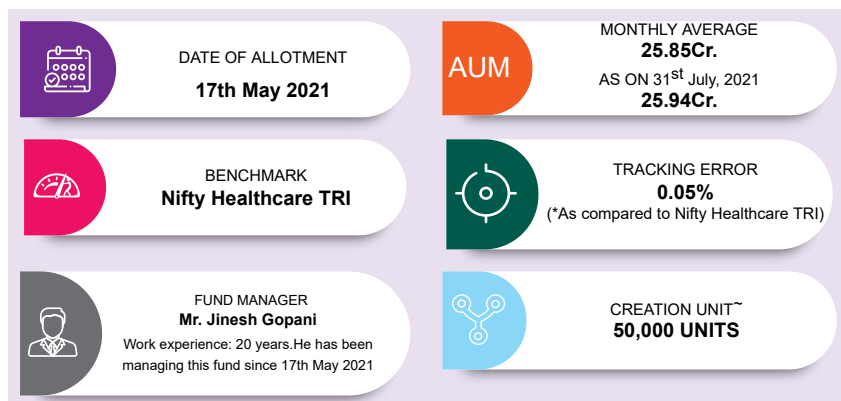 DATE OF ALLOTMENT
17th May 2021
AUM
MONTHLY AVERAGE
25.85Cr.
AS ON 31st July, 2021
25.94Cr.
BENCHMARK
Nifty Healthcare TRI
TRACKING ERROR
0.05%
(*As compared to Nifty Healthcare TRI)
FUND MANAGER
Mr. Jinesh Gopani
Work experience: 20 years.He has been
managing this fund since 17th May 2021
CREATION UNIT~
50,000 UNITS